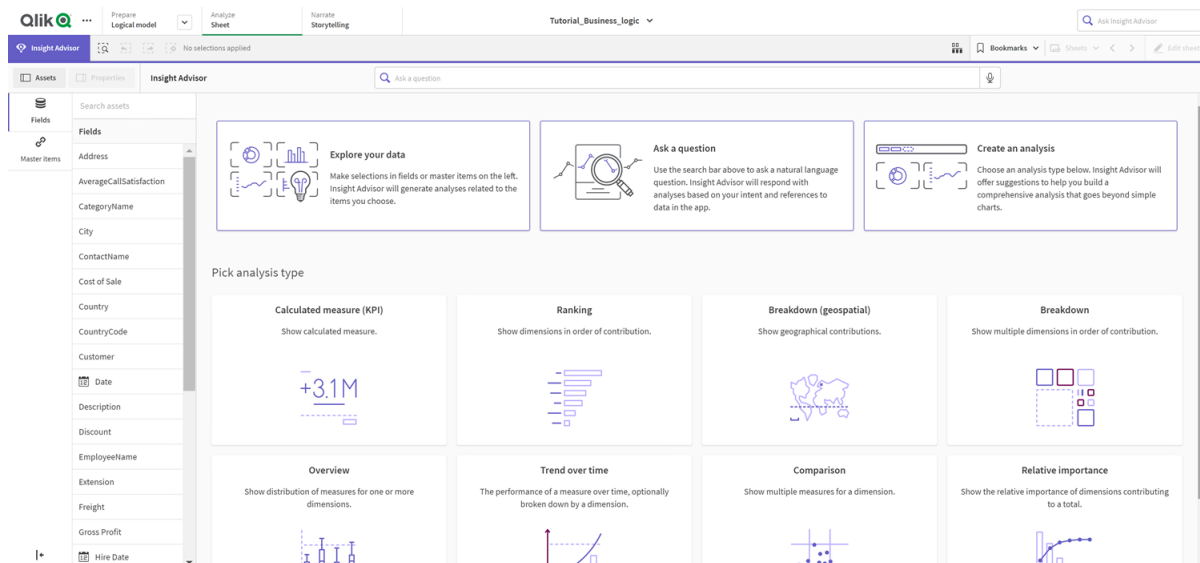 Qlik
Prepare
Logical model
Analyze
Sheet
Narrate
Storytelling
Tutorial_Business_logic
Ask Insight Advisor
Insight Advisor
No selections applied
Bookmarks
Sheets
Edit sheet
Assets
Properties
Insight Advisor
Ask a question
Fields
Master items
Search assets
Fields
Address
AverageCallSatisfaction
CategoryName
City
ContactName
Cost of Sale
Country
CountryCode
Customer
Date
Description
Discount
EmployeeName
Extension
Freight
Gross Profit
Hire Date
Explore your data
Make selections in fields or master items on the left.
Insight Advisor will generate analyses related to the
items you choose.
Ask a question
Use the search bar above to ask a natural language
question. Insight Advisor will respond with
analyses based on your intent and references to
data in the app.
Create an analysis
Choose an analysis type below. Insight Advisor will
offer suggestions to help you build a
comprehensive analysis that goes beyond simple
charts.
Pick analysis type
Calculated measure (KPI)
Show calculated measure.
+3.1M
Ranking
Show dimensions in order of contribution.
Breakdown (geospatial)
Show geographical contributions.
Breakdown
Show multiple dimensions in order of contribution.
Overview
Show distribution of measures for one or more
dimensions.
Trend over time
The performance of a measure over time, optionally
broken down by a dimension.
Comparison
Show multiple measures for a dimension.
Relative importance
Show the relative importance of dimensions contributing
to a total.